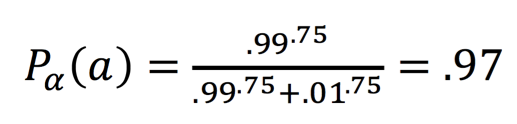 P_α(a) = .99^.75 / (.99^.75 + .01^.75) = .97